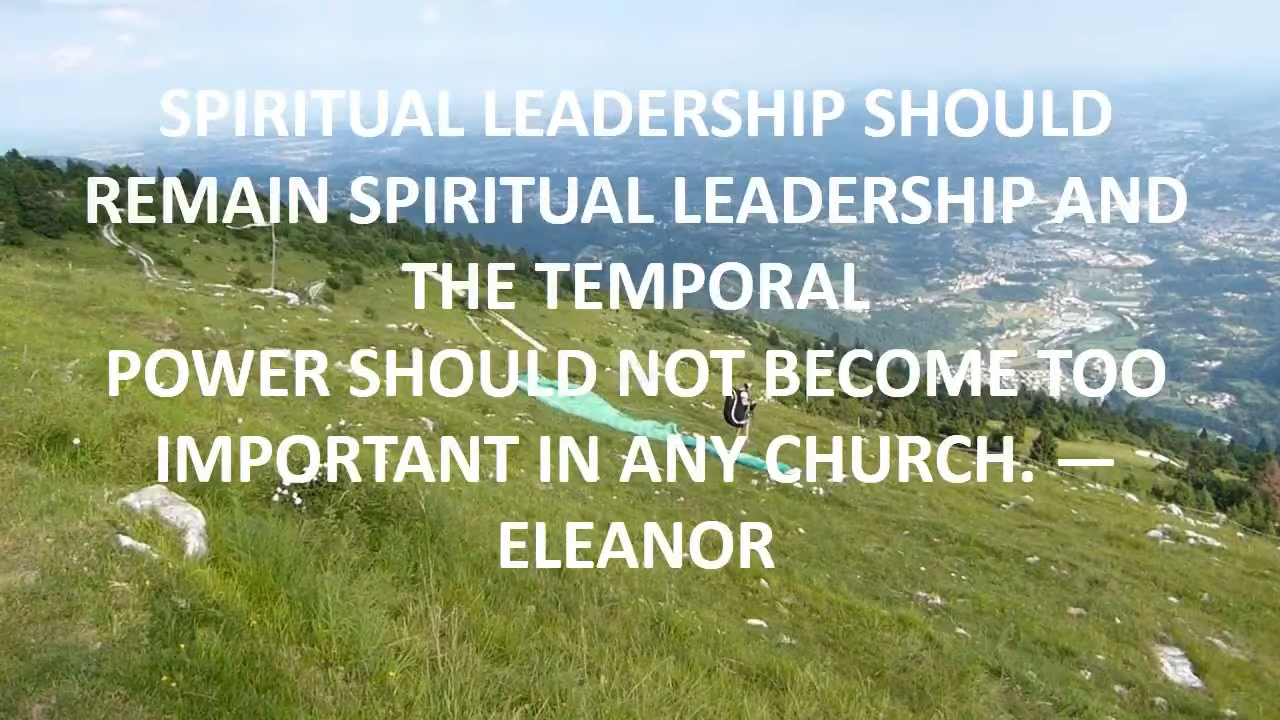 SPIRITUAL LEADERSHIP SHOULD
REMAIN SPIRITUAL LEADERSHIP AND
THE TEMPORAL
POWER SHOULD NOT BECOME TOO
IMPORTANT IN ANY CHURCH. —
ELEANOR